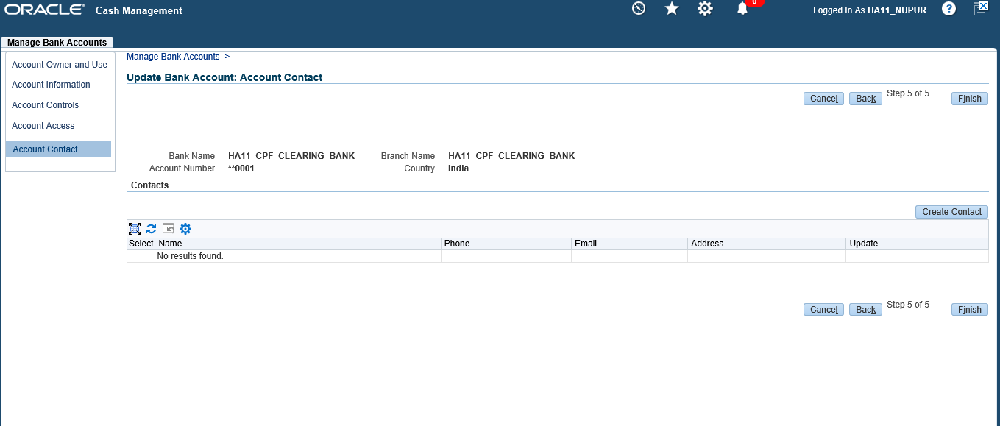 ORACLE Cash Management
0
Logged In As HA11_NUPUR
?
Manage Bank Accounts
Account Owner and Use
Account Information
Account Controls
Account Access
Account Contact
Manage Bank Accounts >
Update Bank Account: Account Contact
Cancel Back Step 5 of 5 Finish
Bank Name HA11_CPF_CLEARING_BANK Branch Name HA11_CPF_CLEARING_BANK
Account Number **0001 Country India
Contacts
Create Contact
Select Name Phone Email Address Update
No results found.
Cancel Back Step 5 of 5 Finish